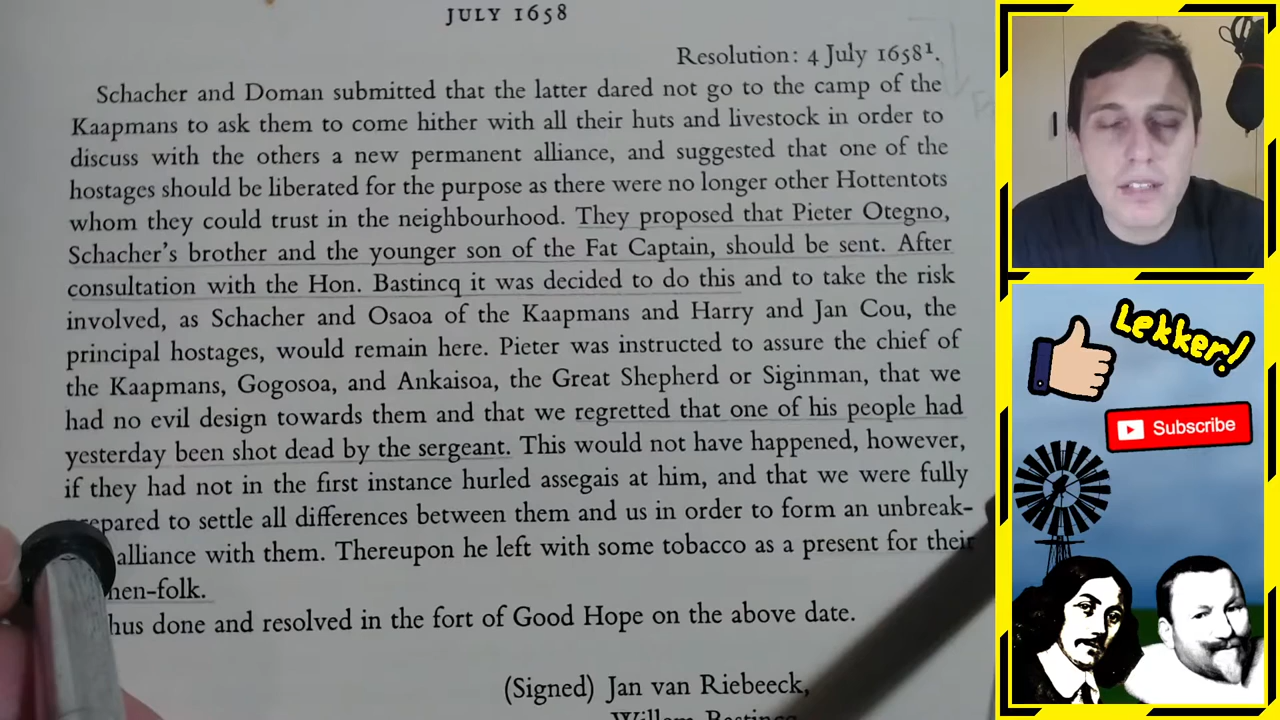 JULY 1658
Resolution: 4 July 1658¹.
Schacher and Doman submitted that the latter dared not go to the camp of the
Kaapmans to ask them to come hither with all their huts and livestock in order to
discuss with the others a new permanent alliance, and suggested that one of the
hostages should be liberated for the purpose as there were no longer other Hottentots
whom they could trust in the neighbourhood. They proposed that Pieter Otegno,
Schacher's brother and the younger son of the Fat Captain, should be sent. After
consultation with the Hon. Bastincq it was decided to do this and to take the risk
involved, as Schacher and Osaoa of the Kaapmans and Harry and Jan Cou, the
principal hostages, would remain here. Pieter was instructed to assure the chief of
the Kaapmans, Gogosoa, and Ankaisoa, the Great Shepherd or Siginman, that we
had no evil design towards them and that we regretted that one of his people had
yesterday been shot dead by the sergeant. This would not have happened, however,
if they had not in the first instance hurled assegais at him, and that we were fully
epared to settle all differences between them and us in order to form an unbreak-
alliance with them. Thereupon he left with some tobacco as a present for their
men-folk.
hus done and resolved in the fort of Good Hope on the above date.
(Signed) Jan van Riebeeck,
Lekker!
Subscribe